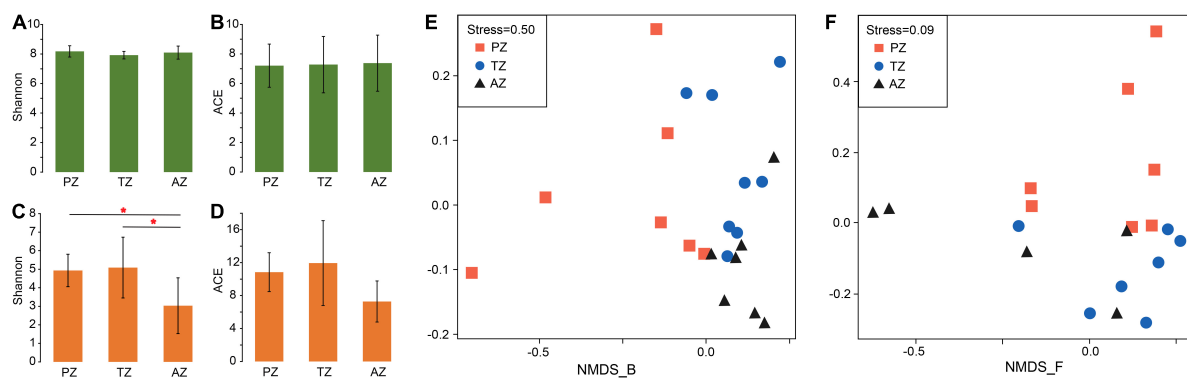 A
Shannon
10
8
6
4
2
0
PZ TZ AZ
B
ACE
10
8
6
4
2
0
PZ TZ AZ
C
Shannon
8
7
6
5
4
3
2
1
0
* *
PZ TZ AZ
D
ACE
16
12
8
4
0
PZ TZ AZ
E
Stress=0.50
PZ
TZ
AZ
0.2
0.1
0.0
-0.1
-0.2
-0.5 0.0
NMDS_B
F
Stress=0.09
PZ
TZ
AZ
0.4
0.2
0.0
-0.2
-0.5 0.0
NMDS_F